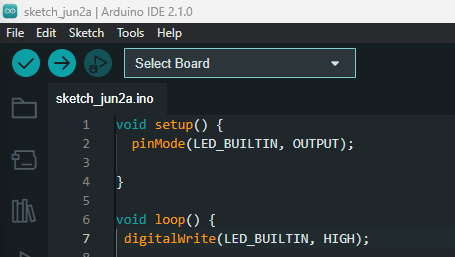 sketch_jun2a | Arduino IDE 2.1.0
File Edit Sketch Tools Help
Select Board
sketch_jun2a.ino
1 void setup() {
2 pinMode(LED_BUILTIN, OUTPUT);
3
4 }
5
6 void loop() {
7 digitalWrite(LED_BUILTIN, HIGH);